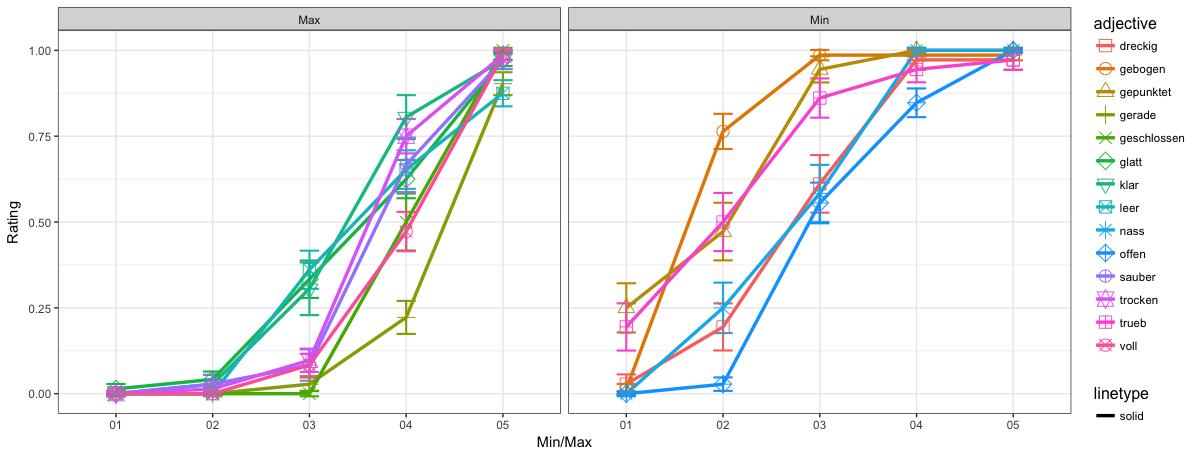 Max
Min
Rating
1.00
0.75
0.50
0.25
0.00
01 02 03 04 05
01 02 03 04 05
Min/Max
adjective
dreckig
gebogen
gepunktet
gerade
geschlossen
glatt
klar
leer
nass
offen
sauber
trocken
trueb
voll
linetype
solid